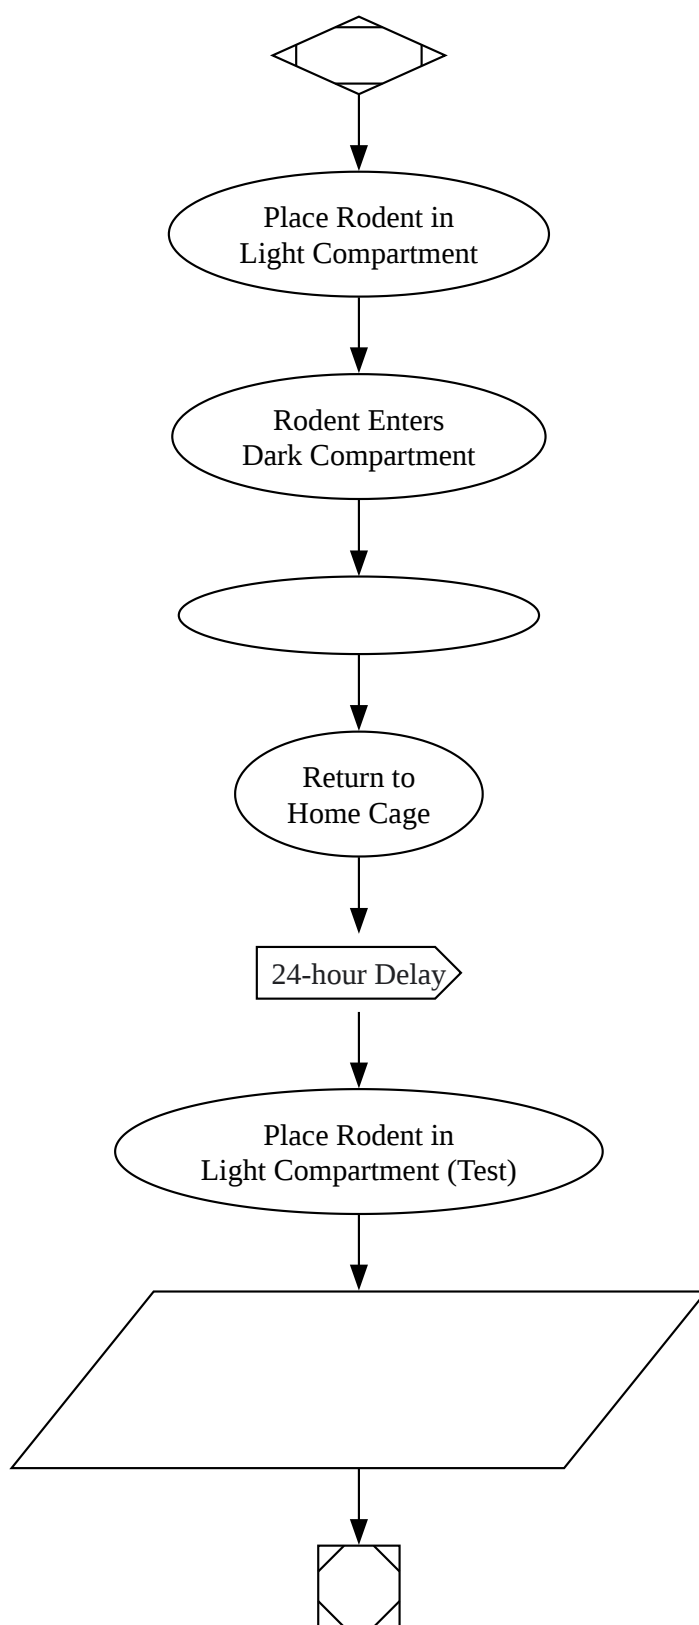 Place Rodent in
Light Compartment
Rodent Enters
Dark Compartment
Return to
Home Cage
24-hour Delay
Place Rodent in
Light Compartment (Test)